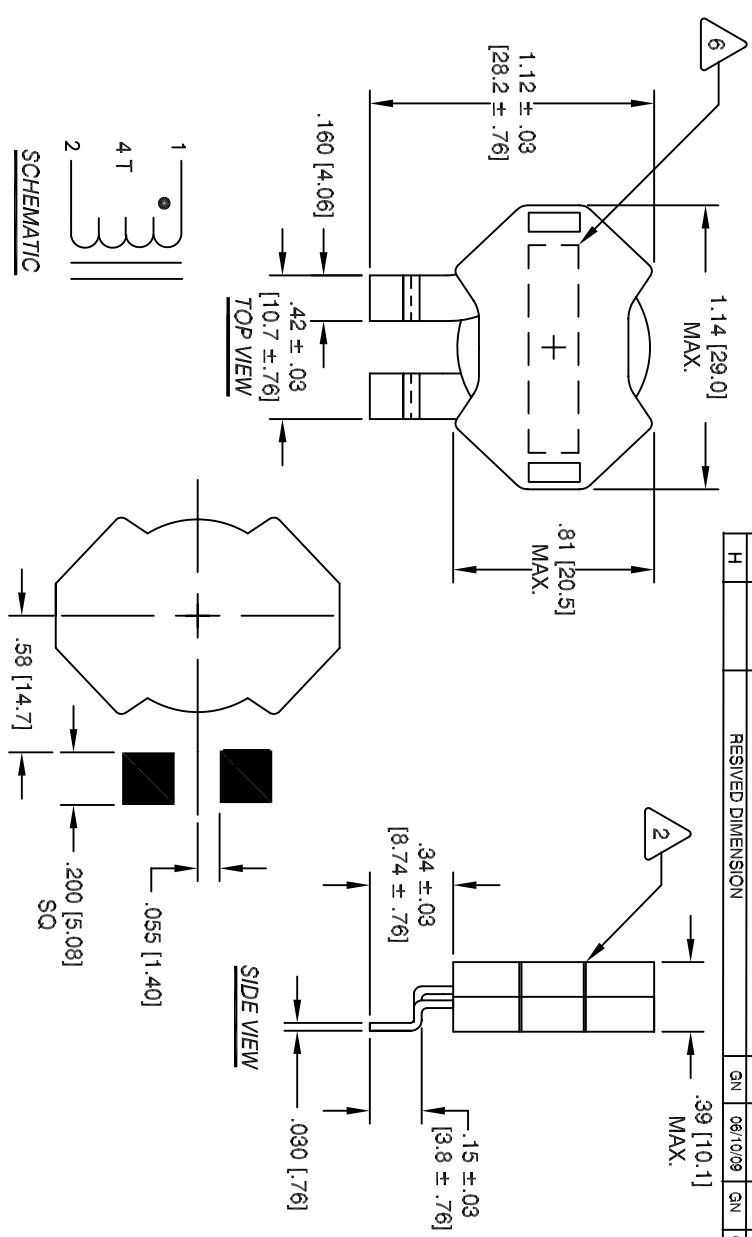 H
RESIVED DIMENSION
GN
06/10/09
GN
6
1.14 [29.0]
MAX.
1.12 ± .03
[28.2 ± .76]
.81 [20.5]
MAX.
.160 [4.06]
.42 ± .03
[10.7 ± .76]
TOP VIEW
1
4 T
2
SCHEMATIC
2
.39 [10.1]
MAX.
.34 ± .03
[8.74 ± .76]
.15 ± .03
[3.8 ± .76]
.030 [.76]
SIDE VIEW
.055 [1.40]
.58 [14.7]
.200 [5.08]
SQ